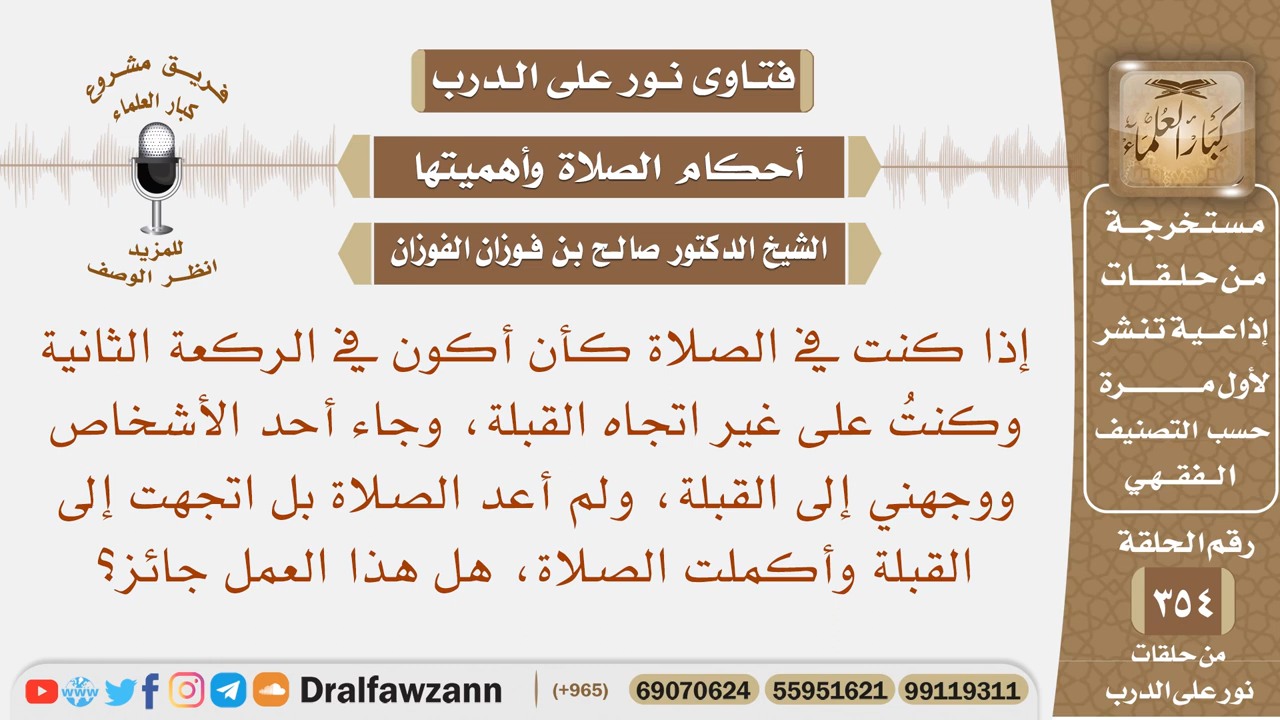 فتاوى نور على الدرب
أحكام الصلاة وأهميتها
الشيخ الدكتور صالح بن فوزان الفوزان
إذا كنت في الصلاة كأن أكون في الركعة الثانية
وكنتُ على غير اتجاه القبلة، وجاء أحد الأشخاص
ووجهني إلى القبلة، ولم أعد الصلاة بل اتجهت إلى
القبلة وأكملت الصلاة، هل هذا العمل جائز؟
فريق مشروع
كبار العلماء
للمزيد
انظر الوصف
كبار العلماء
مستخرجة
من حلقات
إذاعية تنشر
لأول مرة
حسب التصنيف
الفقهي
رقم الحلقة
٣٥٤
من حلقات
نور على الدرب
www
Dralfawzann
(+965)
69070624
55951621
99119311